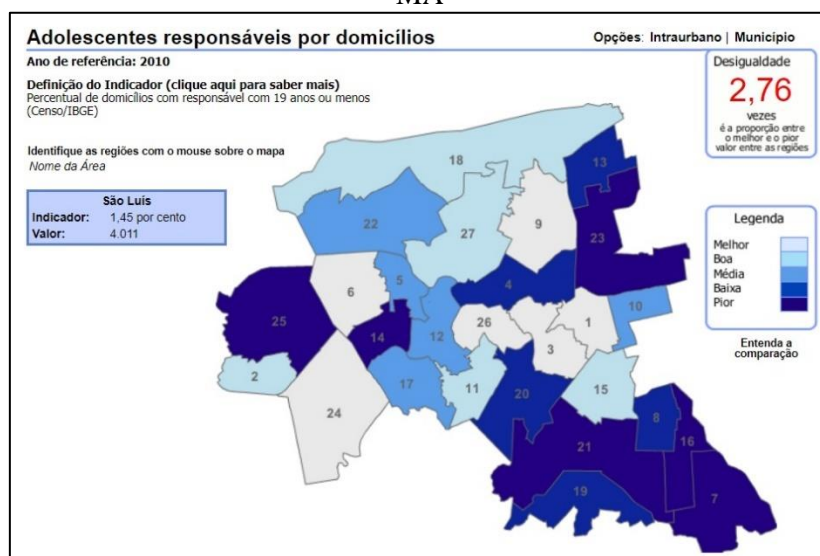 MA
Adolescentes responsáveis por domicílios
Opções: Intraurbano | Município
Ano de referência: 2010
Definição do Indicador (clique aqui para saber mais)
Percentual de domicílios com responsável com 19 anos ou menos
(Censo/IBGE)
Identifique as regiões com o mouse sobre o mapa
Nome da Área
São Luís
Indicador: 1,45 por cento
Valor: 4.011
Desigualdade
2,76
vezes
é a proporção entre
o melhor e o pior
valor entre as regiões
Legenda
Melhor
Boa
Média
Baixa
Pior
Entenda a
comparação
18
13
22
9
27
23
5
4
6
25
10
1
26
14
12
3
2
17
11
15
24
20
8
16
21
19
7